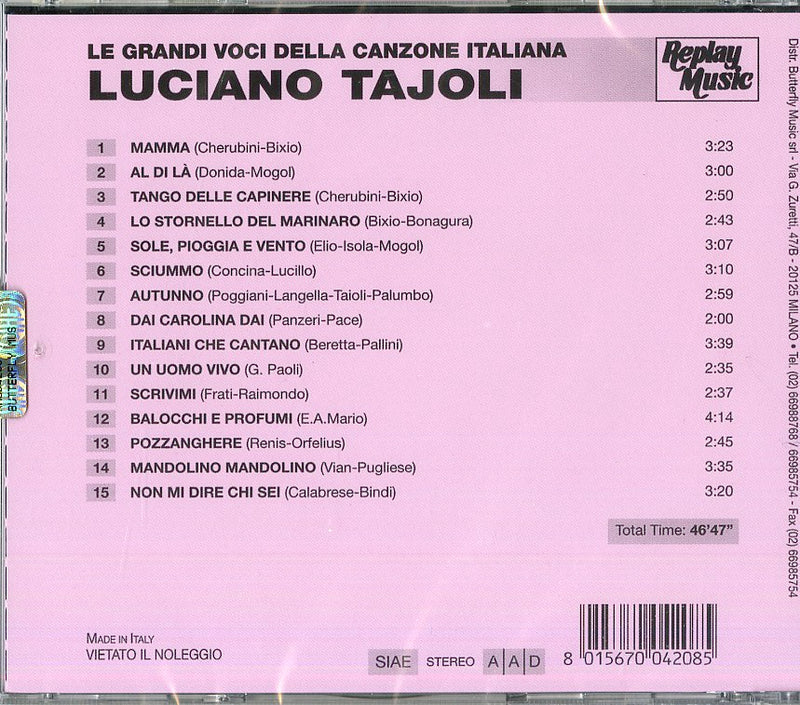 LE GRANDI VOCI DELLA CANZONE ITALIANA
LUCIANO TAJOLI
Replay
Music
1 MAMMA (Cherubini-Bixio) 3:23
2 AL DI LÀ (Donida-Mogol) 3:00
3 TANGO DELLE CAPINERE (Cherubini-Bixio) 2:50
4 LO STORNELLO DEL MARINARO (Bixio-Bonagura) 2:43
5 SOLE, PIOGGIA E VENTO (Elio-Isola-Mogol) 3:07
6 SCIUMMO (Concina-Lucillo) 3:10
7 AUTUNNO (Poggiani-Langella-Taioli-Palumbo) 2:59
8 DAI CAROLINA DAI (Panzeri-Pace) 2:00
9 ITALIANI CHE CANTANO (Beretta-Pallini) 3:39
10 UN UOMO VIVO (G. Paoli) 2:35
11 SCRIVIMI (Frati-Raimondo) 2:37
12 BALOCCHI E PROFUMI (E.A.Mario) 4:14
13 POZZANGHERE (Renis-Orfelius) 2:45
14 MANDOLINO MANDOLINO (Vian-Pugliese) 3:35
15 NON MI DIRE CHI SEI (Calabrese-Bindi) 3:20
Total Time: 46'47"
MADE IN ITALY
VIETATO IL NOLEGGIO
SIAE STEREO A A D
8 015670 042085
Distr. Butterfly Music srl - Via G. Zuretti, 47/B - 20125 MILANO • Tel. (02) 66988768 / 66985754 - Fax (02) 66985754
BUTTERFLY MUS